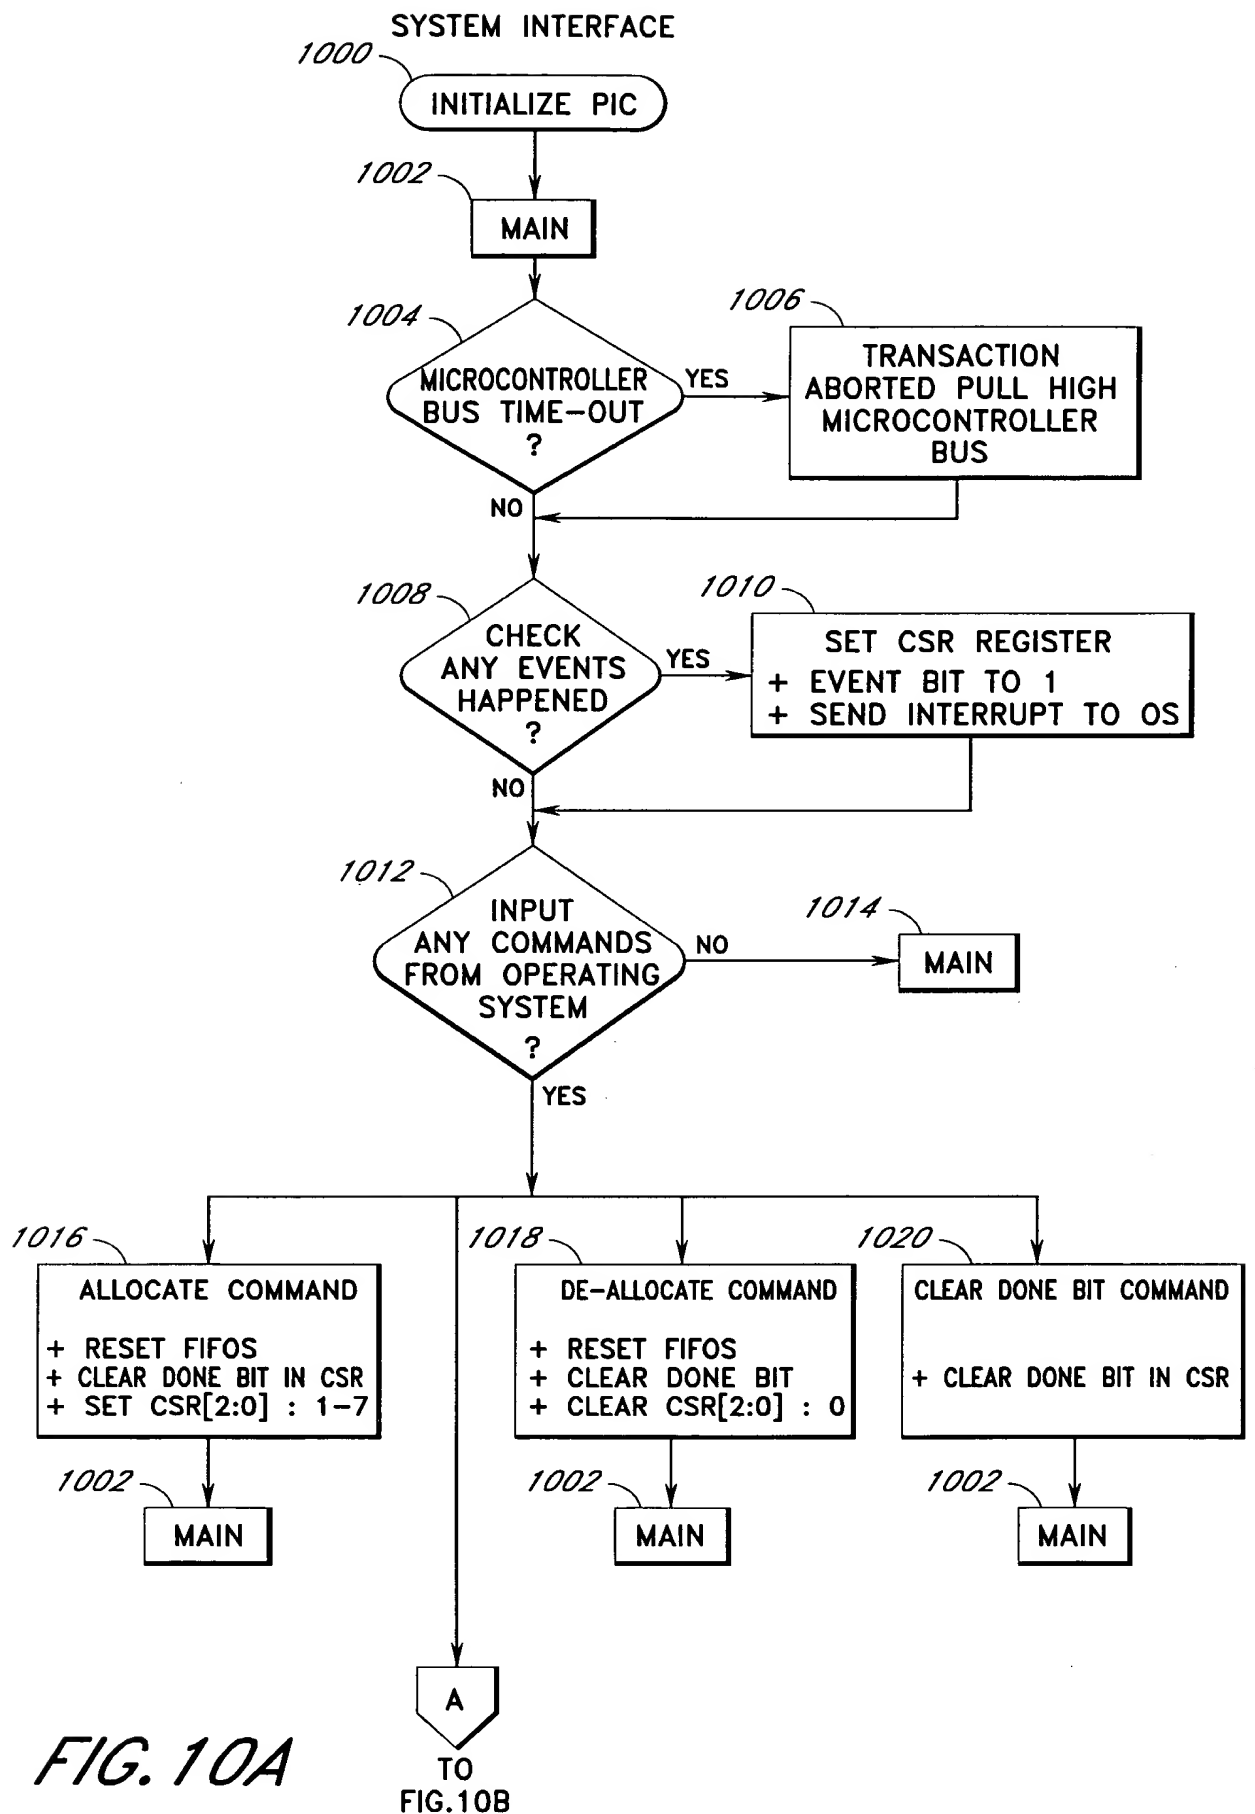 SYSTEM INTERFACE
1000
INITIALIZE PIC
1002
MAIN
1004
MICROCONTROLLER
BUS TIME-OUT
?
YES
NO
1006
TRANSACTION
ABORTED PULL HIGH
MICROCONTROLLER
BUS
1008
CHECK
ANY EVENTS
HAPPENED
?
YES
NO
1010
SET CSR REGISTER
+ EVENT BIT TO 1
+ SEND INTERRUPT TO OS
1012
INPUT
ANY COMMANDS
FROM OPERATING
SYSTEM
?
NO
YES
1014
MAIN
1016
ALLOCATE COMMAND
+ RESET FIFOS
+ CLEAR DONE BIT IN CSR
+ SET CSR[2:0] : 1-7
1002
MAIN
1018
DE-ALLOCATE COMMAND
+ RESET FIFOS
+ CLEAR DONE BIT
+ CLEAR CSR[2:0] : 0
1002
MAIN
1020
CLEAR DONE BIT COMMAND
+ CLEAR DONE BIT IN CSR
1002
MAIN
A
TO
FIG.10B
FIG. 10A